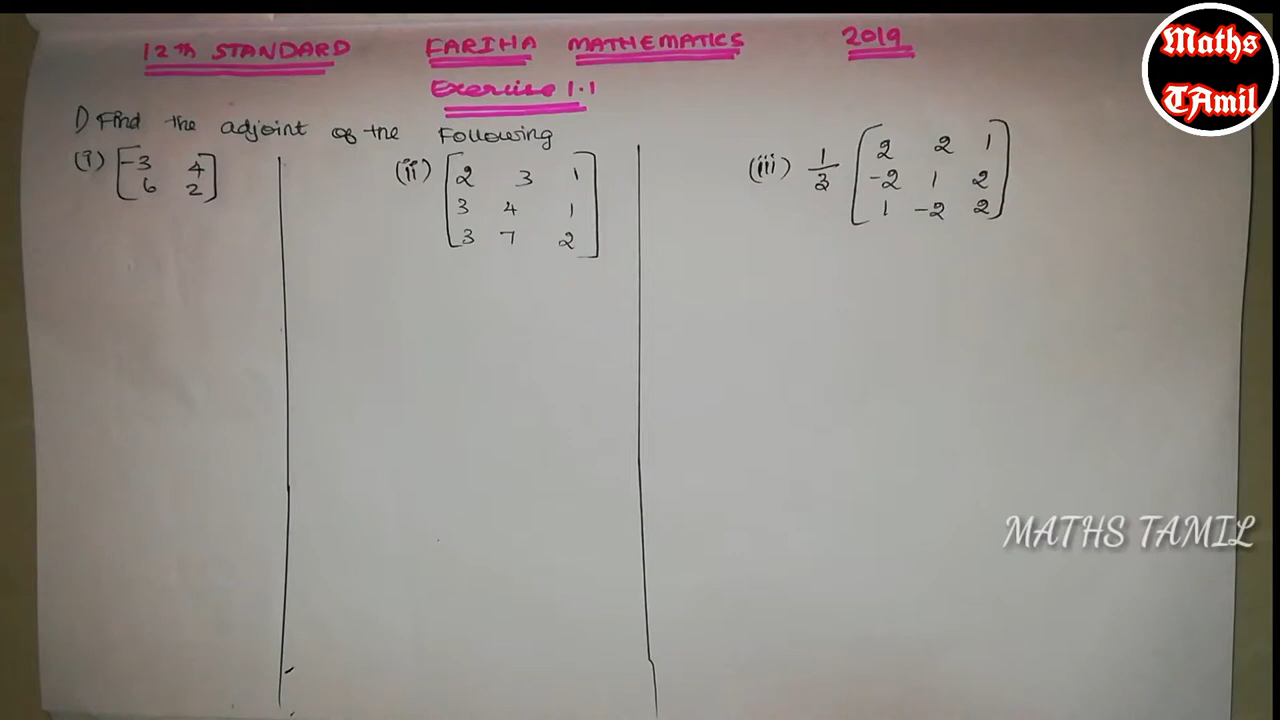 12th STANDARD FARIHA MATHEMATICS 2019
Exercise 1.1
1) Find the adjoint of the Following
(i) [-3 4
6 2]
(ii) [2 3 1
3 4 1
3 7 2]
(iii) 1/3 [2 2 1
-2 1 2
1 -2 2]
Maths
TAmil
MATHS TAMIL